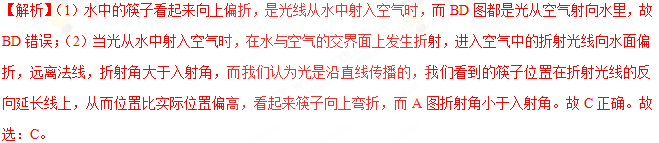 【解析】（1）水中的筷子看起来向上偏折，是光线从水中射入空气时，而 BD 图都是光从空气射向水里，故
BD 错误；（2）当光从水中射入空气时，在水与空气的交界面上发生折射，进入空气中的折射光线向水面偏
折，远离法线，折射角大于入射角，而我们认为光是沿直线传播的，我们看到的筷子位置在折射光线的反
向延长线上，从而位置比实际位置偏高，看起来筷子向上弯折，而 A 图折射角小于入射角。故 C 正确。故
选：C。